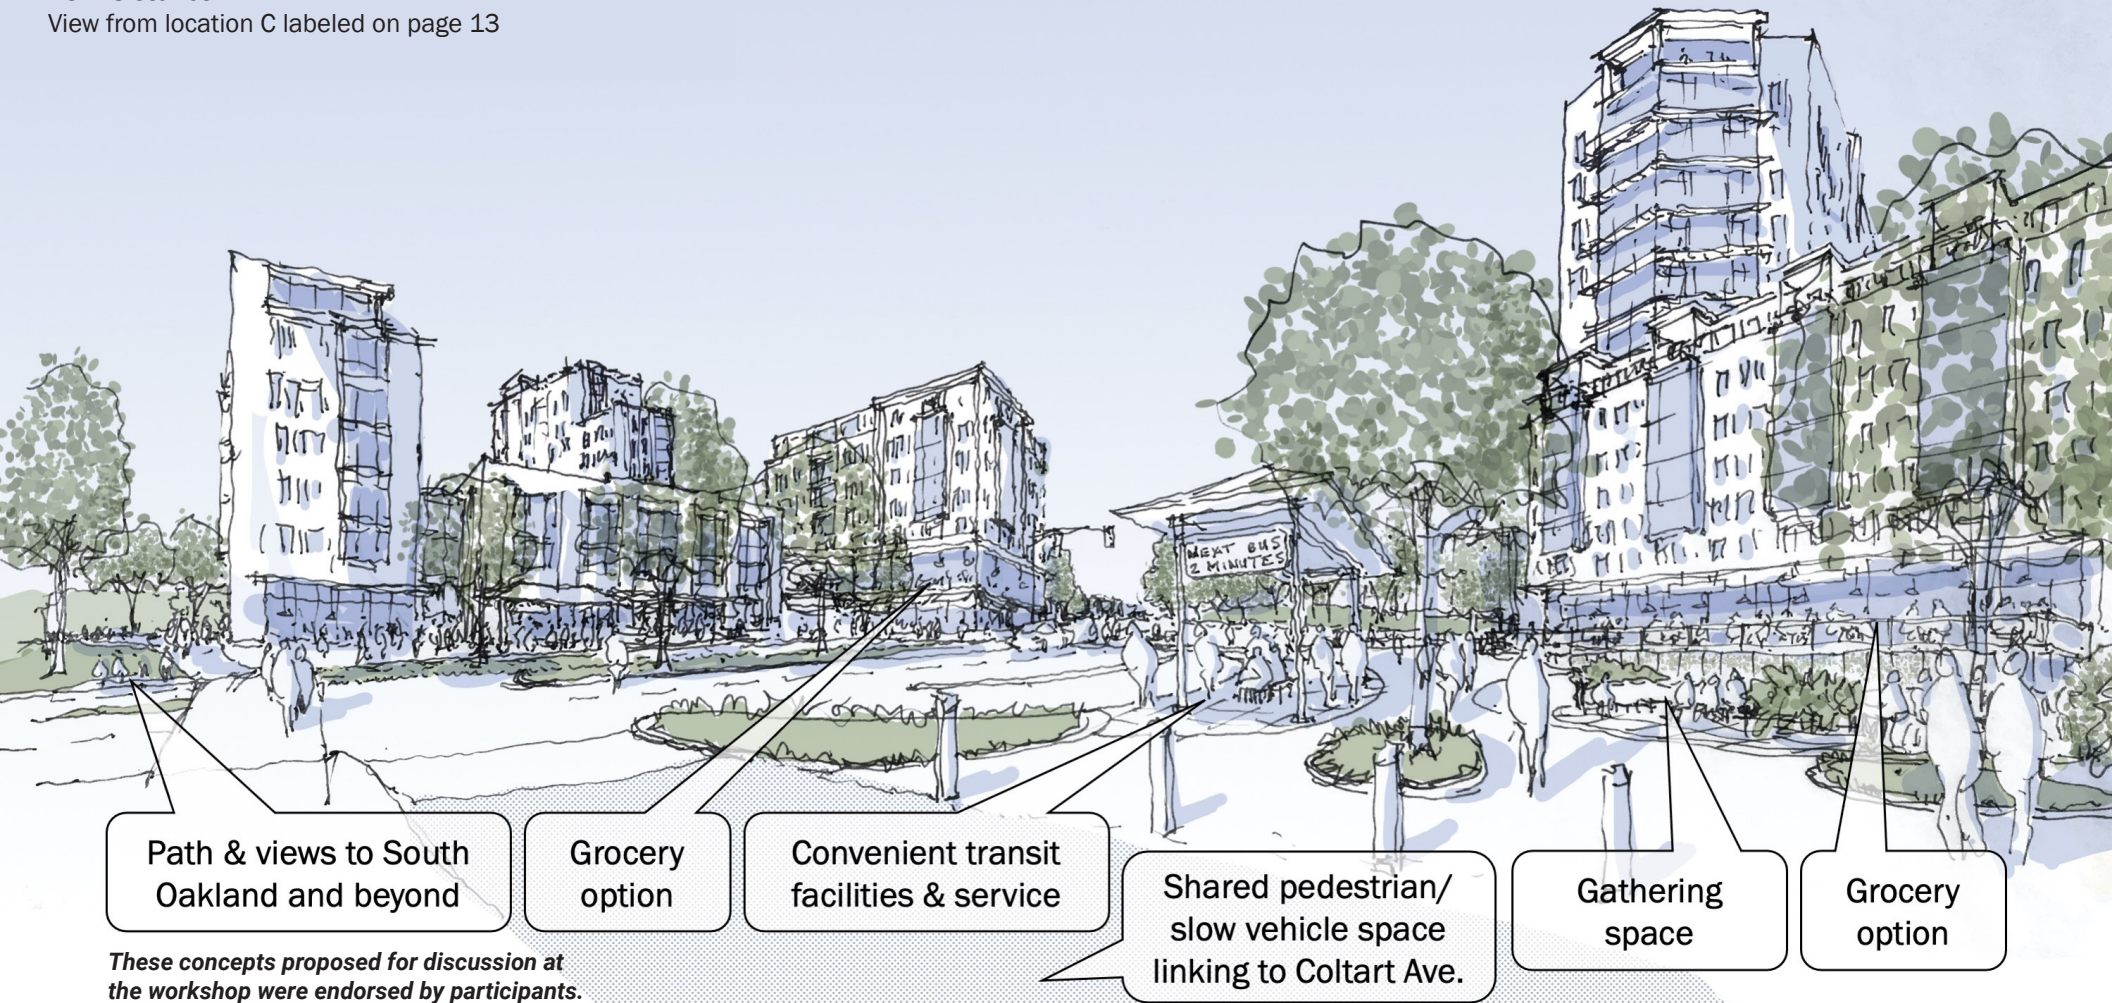 View from location C labeled on page 13
NEXT BUS
2 MINUTES
Path & views to South
Oakland and beyond
Grocery
option
Convenient transit
facilities & service
Shared pedestrian/
slow vehicle space
linking to Coltart Ave.
Gathering
space
Grocery
option
These concepts proposed for discussion at
the workshop were endorsed by participants.